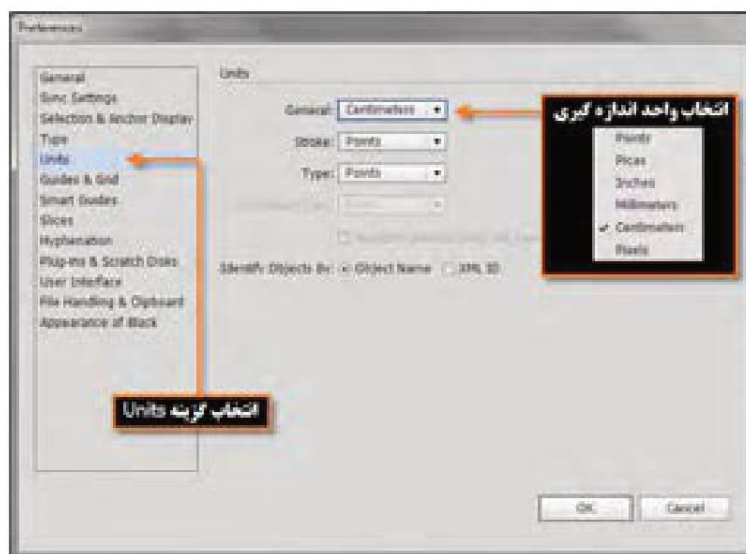 Preferences
General
Sync Settings
Selection & Anchor Display
Type
Units
Guides & Grid
Smart Guides
Slices
Hyphenation
Plug-ins & Scratch Disks
User Interface
File Handling & Clipboard
Appearance of Black
Units
General: Centimeters
Stroke: Points
Type: Points
Identify Objects By: Object Name XML ID
انتخاب واحد اندازه گیری
Points
Picas
Inches
Millimeters
✓ Centimeters
Pixels
انتخاب گزینه Units
OK
Cancel